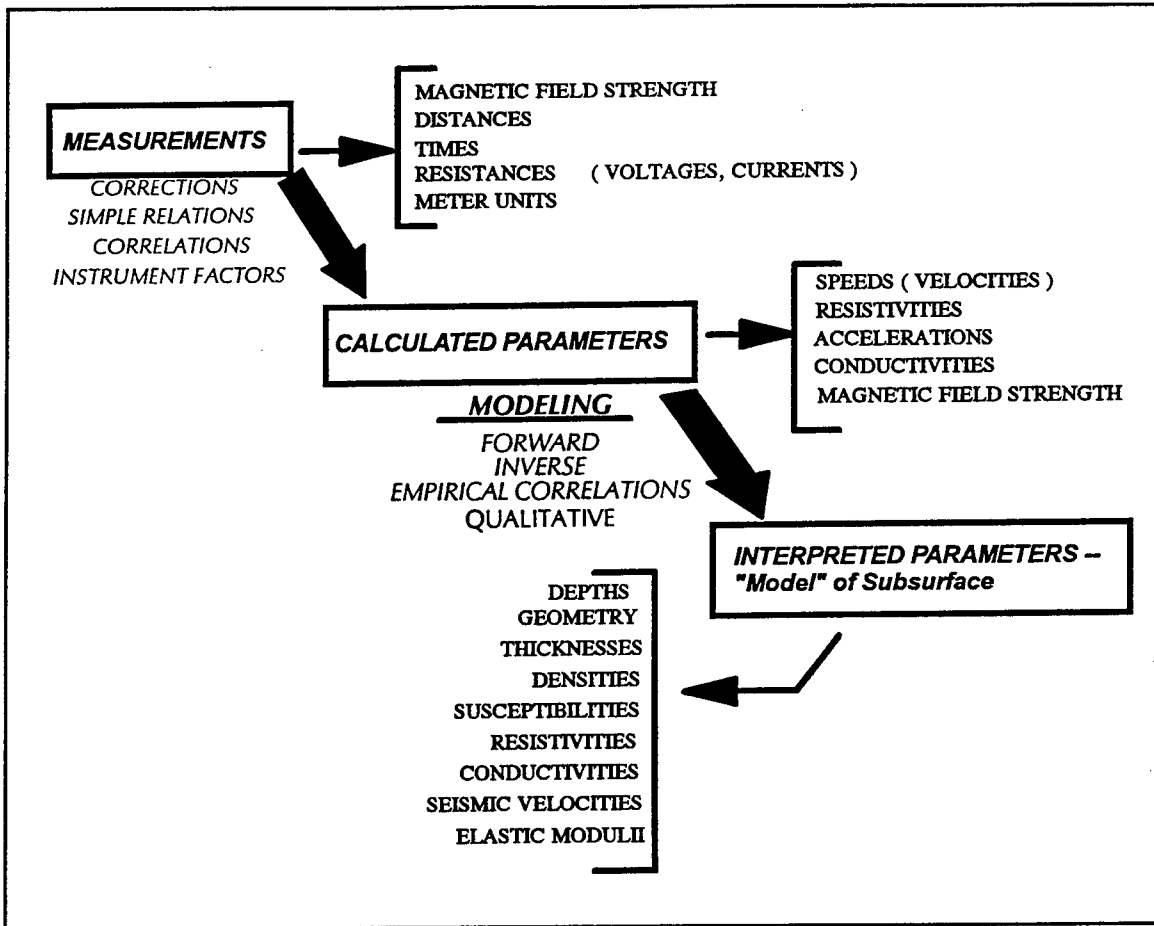 MEASUREMENTS
CORRECTIONS
SIMPLE RELATIONS
CORRELATIONS
INSTRUMENT FACTORS
MAGNETIC FIELD STRENGTH
DISTANCES
TIMES
RESISTANCES ( VOLTAGES, CURRENTS )
METER UNITS
CALCULATED PARAMETERS
MODELING
FORWARD
INVERSE
EMPIRICAL CORRELATIONS
QUALITATIVE
SPEEDS ( VELOCITIES )
RESISTIVITIES
ACCELERATIONS
CONDUCTIVITIES
MAGNETIC FIELD STRENGTH
INTERPRETED PARAMETERS --
"Model" of Subsurface
DEPTHS
GEOMETRY
THICKNESSES
DENSITIES
SUSCEPTIBILITIES
RESISTIVITIES
CONDUCTIVITIES
SEISMIC VELOCITIES
ELASTIC MODULII